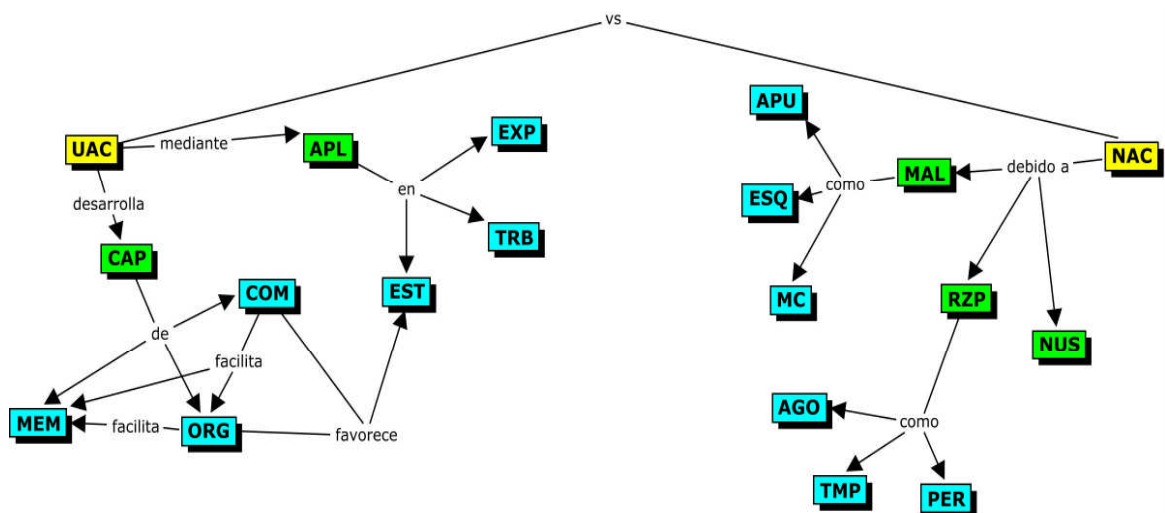 vs
UAC
mediante
APL
EXP
en
TRB
EST
desarrolla
CAP
COM
de
facilita
MEM
facilita
ORG
favorece
APU
NAC
debido a
MAL
como
ESQ
MC
RZP
NUS
AGO
como
TMP
PER